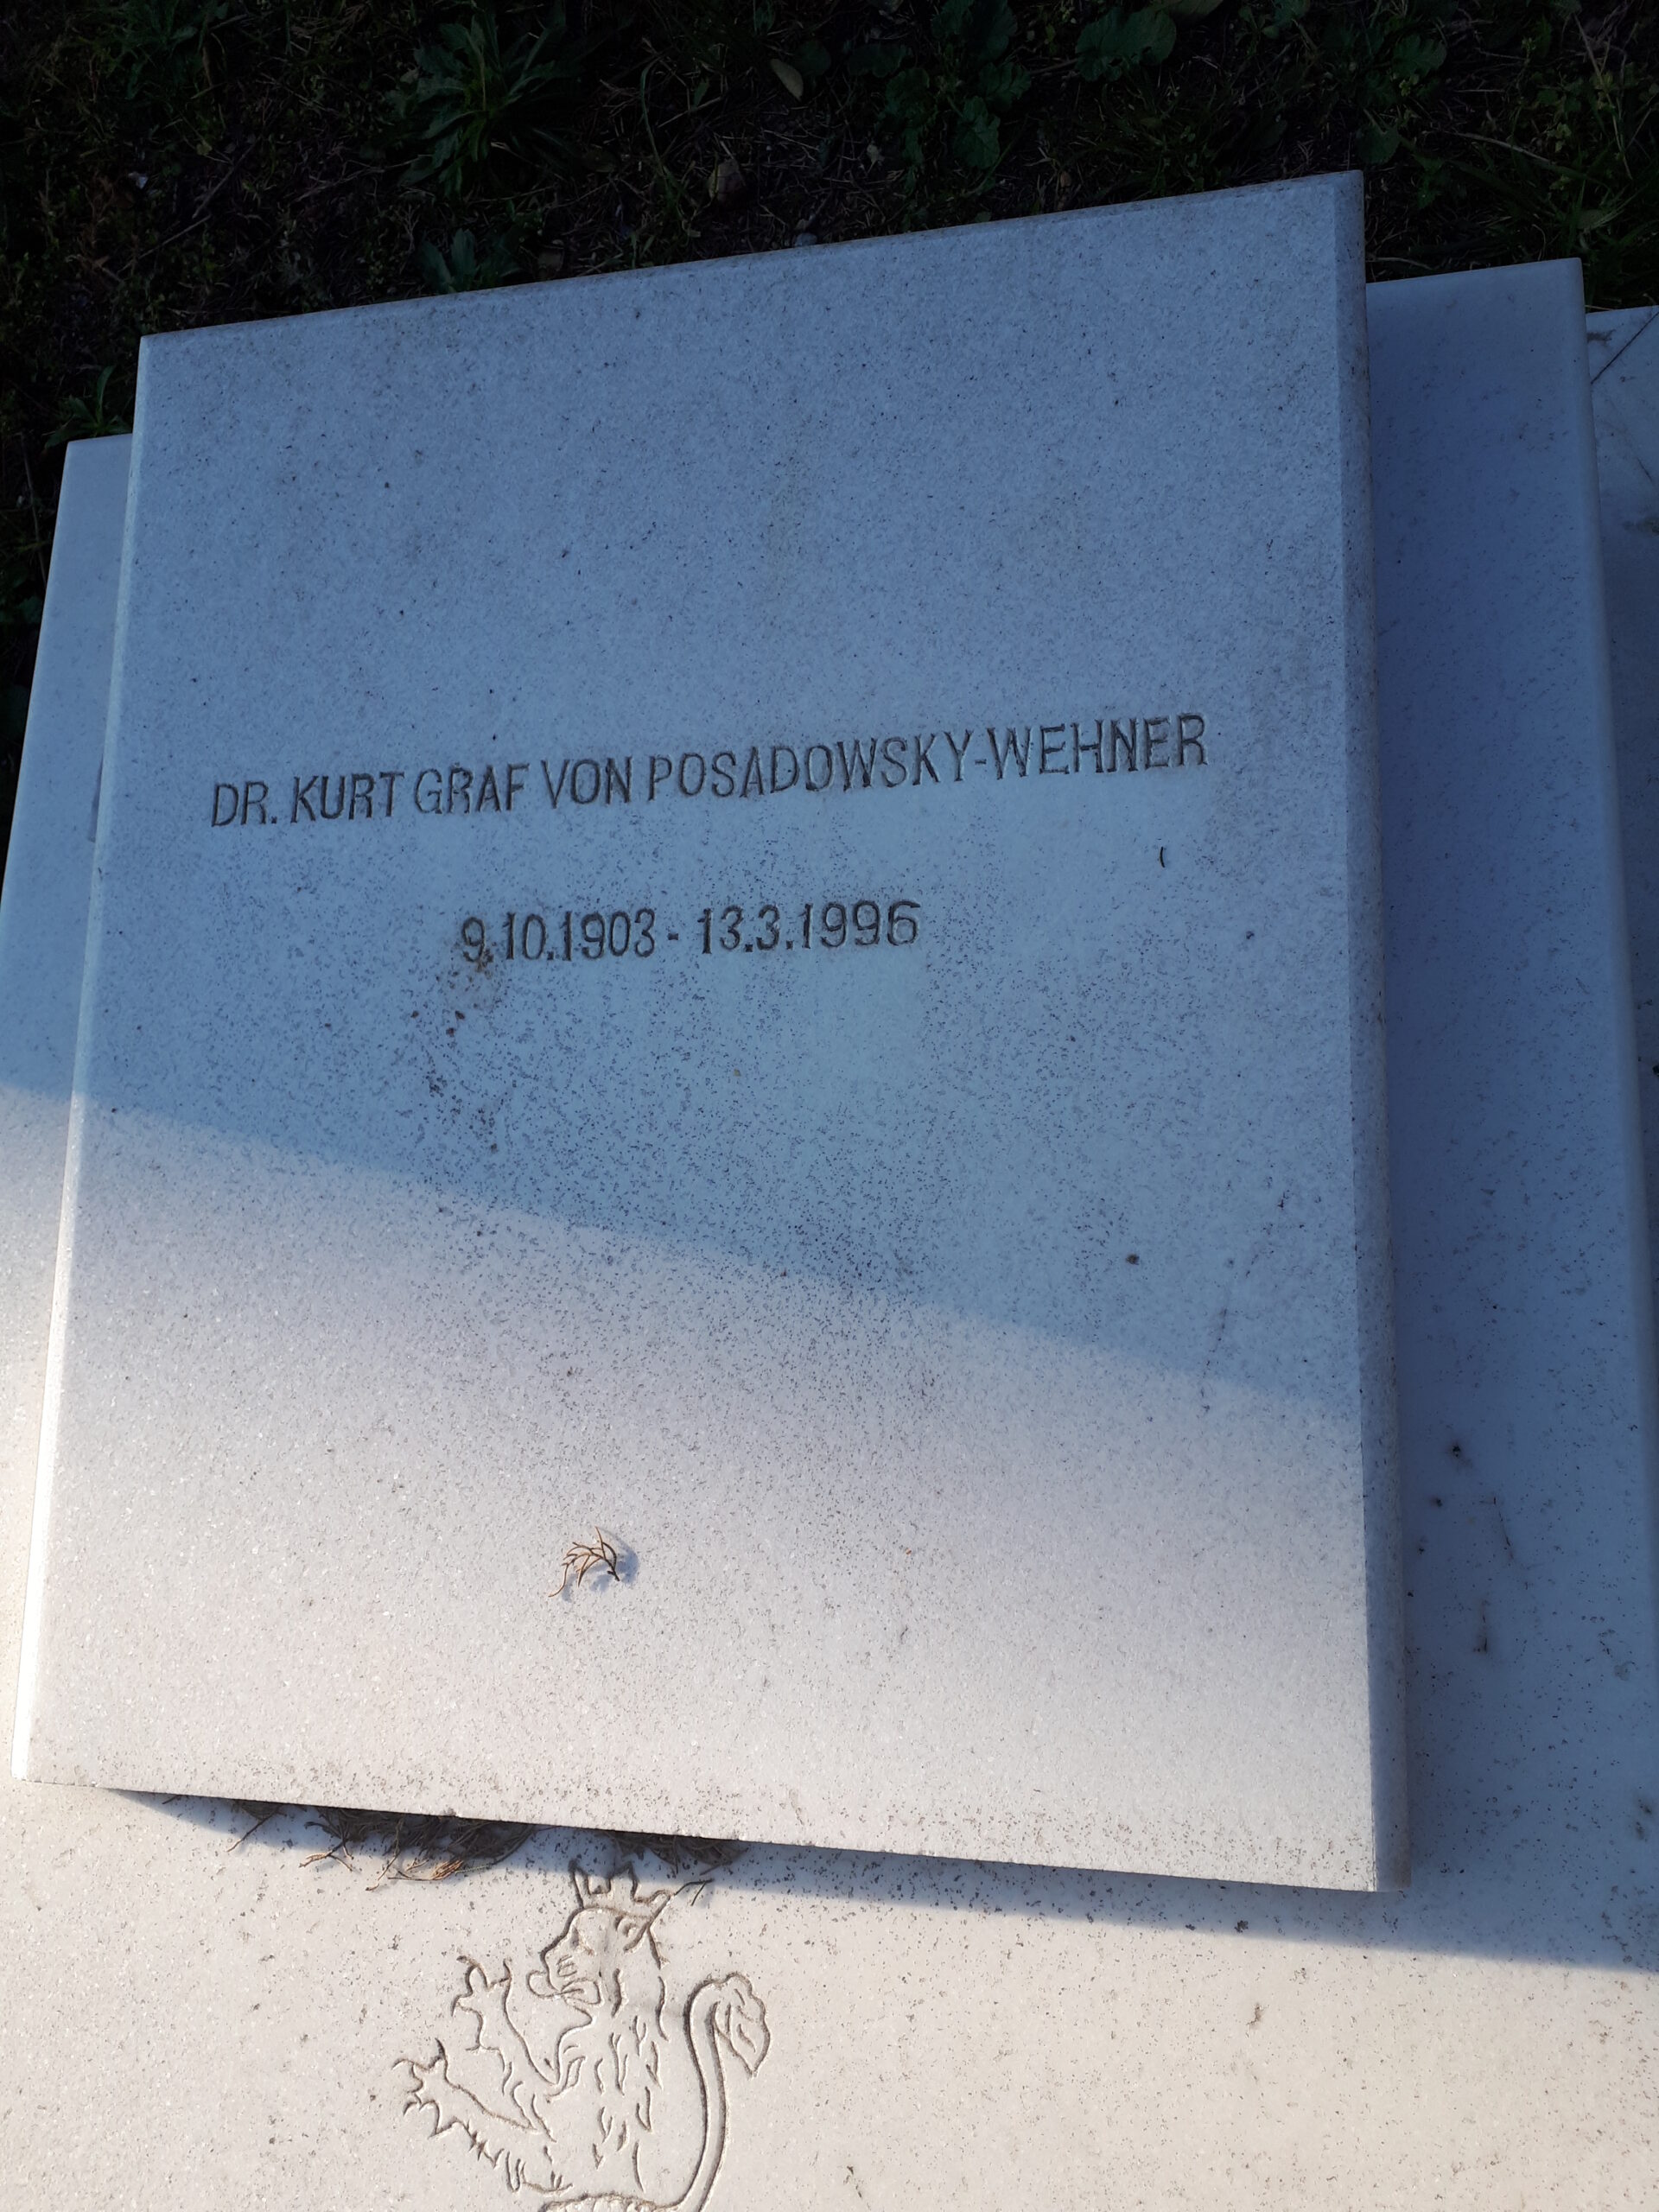 DR. KURT GRAF VON POSADOWSKY-WEHNER
9.10.1903 - 13.3.1996